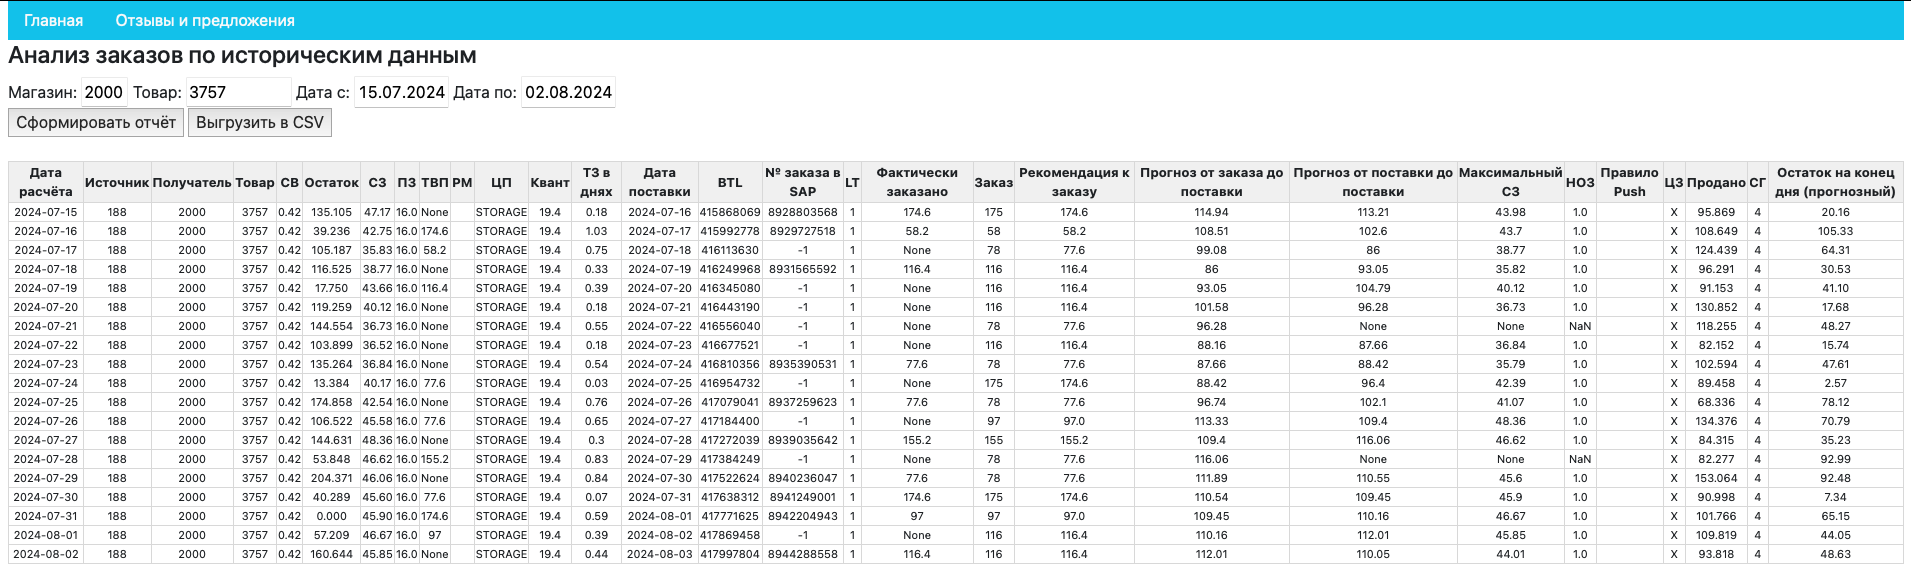 Главная Отзывы и предложения
Анализ заказов по историческим данным
Магазин: 2000 Товар: 3757 Дата с: 15.07.2024 Дата по: 02.08.2024
Сформировать отчёт Выгрузить в CSV
Дата расчёта Источник Получатель Товар СВ Остаток СЗ ПЗ ТВП РМ ЦП Квант ТЗ в днях Дата поставки BTL № заказа в SAP LT Фактически заказано Заказ Рекомендация к заказу Прогноз от заказа до поставки Прогноз от поставки до поставки Максимальный СЗ НОЗ Правило Push ЦЗ Продано СГ Остаток на конец дня (прогнозный)
2024-07-15 188 2000 3757 0.42 135.105 47.17 16.0 None STORAGE 19.4 0.18 2024-07-16 415868069 8928803568 1 174.6 175 174.6 114.94 113.21 43.98 1.0 X 95.869 4 20.16
2024-07-16 188 2000 3757 0.42 39.236 42.75 16.0 174.6 STORAGE 19.4 1.03 2024-07-17 415992778 8929727518 1 58.2 58 58.2 108.51 102.6 43.7 1.0 X 108.649 4 105.33
2024-07-17 188 2000 3757 0.42 105.187 35.83 16.0 58.2 STORAGE 19.4 0.75 2024-07-18 416113630 -1 1 None 78 77.6 99.08 86 38.77 1.0 X 124.439 4 64.31
2024-07-18 188 2000 3757 0.42 116.525 38.77 16.0 None STORAGE 19.4 0.33 2024-07-19 416249968 8931565592 1 116.4 116 116.4 86 93.05 35.82 1.0 X 96.291 4 30.53
2024-07-19 188 2000 3757 0.42 17.750 43.66 16.0 116.4 STORAGE 19.4 0.39 2024-07-20 416345080 -1 1 None 116 116.4 93.05 104.79 40.12 1.0 X 91.153 4 41.10
2024-07-20 188 2000 3757 0.42 119.259 40.12 16.0 None STORAGE 19.4 0.18 2024-07-21 416443190 -1 1 None 116 116.4 101.58 96.28 36.73 1.0 X 130.852 4 17.68
2024-07-21 188 2000 3757 0.42 144.554 36.73 16.0 None STORAGE 19.4 0.55 2024-07-22 416556040 -1 1 None 78 77.6 96.28 None None NaN X 118.255 4 48.27
2024-07-22 188 2000 3757 0.42 103.899 36.52 16.0 None STORAGE 19.4 0.18 2024-07-23 416677521 -1 1 None 116 116.4 88.16 87.66 36.84 1.0 X 82.152 4 15.74
2024-07-23 188 2000 3757 0.42 135.264 36.84 16.0 None STORAGE 19.4 0.54 2024-07-24 416810356 8935390531 1 77.6 78 77.6 87.66 88.42 35.79 1.0 X 102.594 4 47.61
2024-07-24 188 2000 3757 0.42 13.384 40.17 16.0 77.6 STORAGE 19.4 0.03 2024-07-25 416954732 -1 1 None 175 174.6 88.42 96.4 42.39 1.0 X 89.458 4 2.57
2024-07-25 188 2000 3757 0.42 174.858 42.54 16.0 None STORAGE 19.4 0.76 2024-07-26 417079041 8937259623 1 77.6 78 77.6 96.74 102.1 41.07 1.0 X 68.336 4 78.12
2024-07-26 188 2000 3757 0.42 106.522 45.58 16.0 77.6 STORAGE 19.4 0.65 2024-07-27 417184400 -1 1 None 97 97.0 113.33 109.4 48.36 1.0 X 134.376 4 70.79
2024-07-27 188 2000 3757 0.42 144.631 48.36 16.0 None STORAGE 19.4 0.3 2024-07-28 417272039 8939035642 1 155.2 155 155.2 109.4 116.06 46.62 1.0 X 84.315 4 35.23
2024-07-28 188 2000 3757 0.42 53.848 46.62 16.0 155.2 STORAGE 19.4 0.83 2024-07-29 417384249 -1 1 None 78 77.6 116.06 None None NaN X 82.277 4 92.99
2024-07-29 188 2000 3757 0.42 204.371 46.06 16.0 None STORAGE 19.4 0.84 2024-07-30 417522624 8940236047 1 77.6 78 77.6 111.89 110.55 45.6 1.0 X 153.064 4 92.48
2024-07-30 188 2000 3757 0.42 40.289 45.60 16.0 77.6 STORAGE 19.4 0.07 2024-07-31 417638312 8941249001 1 174.6 175 174.6 110.54 109.45 45.9 1.0 X 90.998 4 7.34
2024-07-31 188 2000 3757 0.42 0.000 45.90 16.0 174.6 STORAGE 19.4 0.59 2024-08-01 417771625 8942204943 1 97 97 97.0 109.45 110.16 46.67 1.0 X 101.766 4 65.15
2024-08-01 188 2000 3757 0.42 57.209 46.67 16.0 97 STORAGE 19.4 0.39 2024-08-02 417869458 -1 1 None 116 116.4 110.16 112.01 45.85 1.0 X 109.819 4 44.05
2024-08-02 188 2000 3757 0.42 160.644 45.85 16.0 None STORAGE 19.4 0.44 2024-08-03 417997804 8944288558 1 116.4 116 116.4 112.01 110.05 44.01 1.0 X 93.818 4 48.63